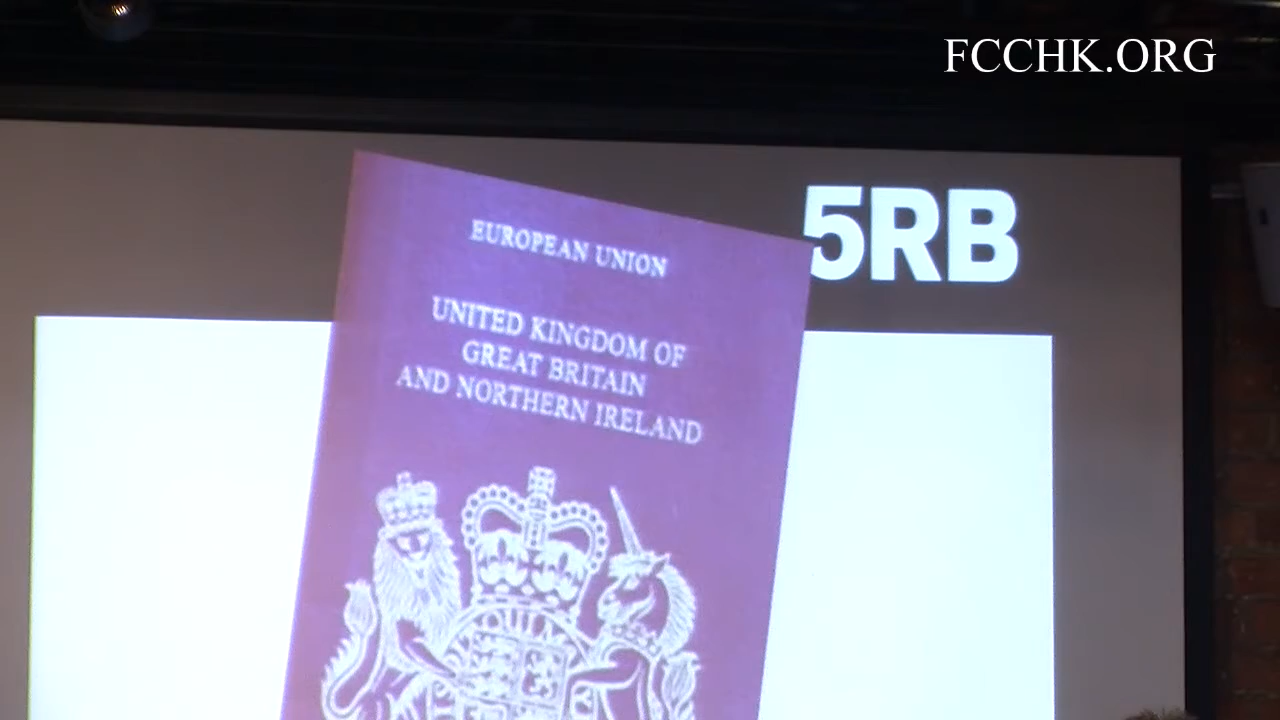 FCCHK.ORG
5RB
EUROPEAN UNION
UNITED KINGDOM OF
GREAT BRITAIN
AND NORTHERN IRELAND